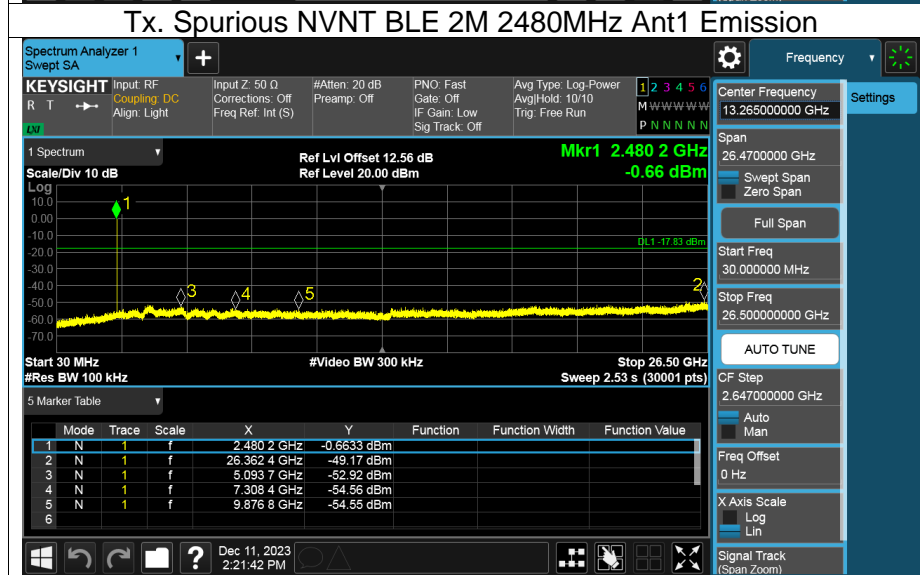 Tx. Spurious NVNT BLE 2M 2480MHz Ant1 Emission
Spectrum Analyzer 1
Swept SA
+
Frequency
KEYSIGHT
R T
LXI
Input: RF
Coupling: DC
Align: Light
Input Z: 50 Ω
Corrections: Off
Freq Ref: Int (S)
#Atten: 20 dB
Preamp: Off
PNO: Fast
Gate: Off
IF Gain: Low
Sig Track: Off
Avg Type: Log-Power
Avg|Hold: 10/10
Trig: Free Run
1 2 3 4 5 6
M W W W W W
P N N N N N
1 Spectrum
Scale/Div 10 dB
Ref Lvl Offset 12.56 dB
Ref Level 20.00 dBm
Mkr1 2.480 2 GHz
-0.66 dBm
Log
10.0
0.00
-10.0
-20.0
-30.0
-40.0
-50.0
-60.0
-70.0
1
2
3
4
5
DL1 -17.83 dBm
Start 30 MHz
#Res BW 100 kHz
#Video BW 300 kHz
Stop 26.50 GHz
Sweep 2.53 s (30001 pts)
5 Marker Table
Mode Trace Scale X Y Function Function Width Function Value
1 N 1 f 2.480 2 GHz -0.6633 dBm
2 N 1 f 26.362 4 GHz -49.17 dBm
3 N 1 f 5.093 7 GHz -52.92 dBm
4 N 1 f 7.308 4 GHz -54.56 dBm
5 N 1 f 9.876 8 GHz -54.55 dBm
6
?
Dec 11, 2023
2:21:42 PM
Center Frequency
13.265000000 GHz
Settings
Span
26.4700000 GHz
Swept Span
Zero Span
Full Span
Start Freq
30.000000 MHz
Stop Freq
26.500000 GHz
AUTO TUNE
CF Step
2.647000000 GHz
Auto
Man
Freq Offset
0 Hz
X Axis Scale
Log
Lin
Signal Track
(Span Zoom)